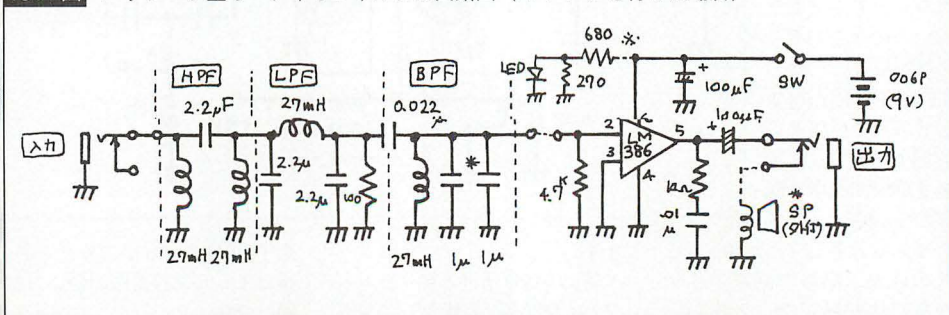 HPF
LPF
BPF
680 ※
LED
270
100μF
SW
006P
(9V)
2.2μF
27mH
0.022
μ
入力
2.2μ
2.2μ
*
4.7K
2
3
LM
386
6
4
5
100μF
10Ω
.01
μ
出力
*
SP
27mH 27mH
27mH 1μ 1μ